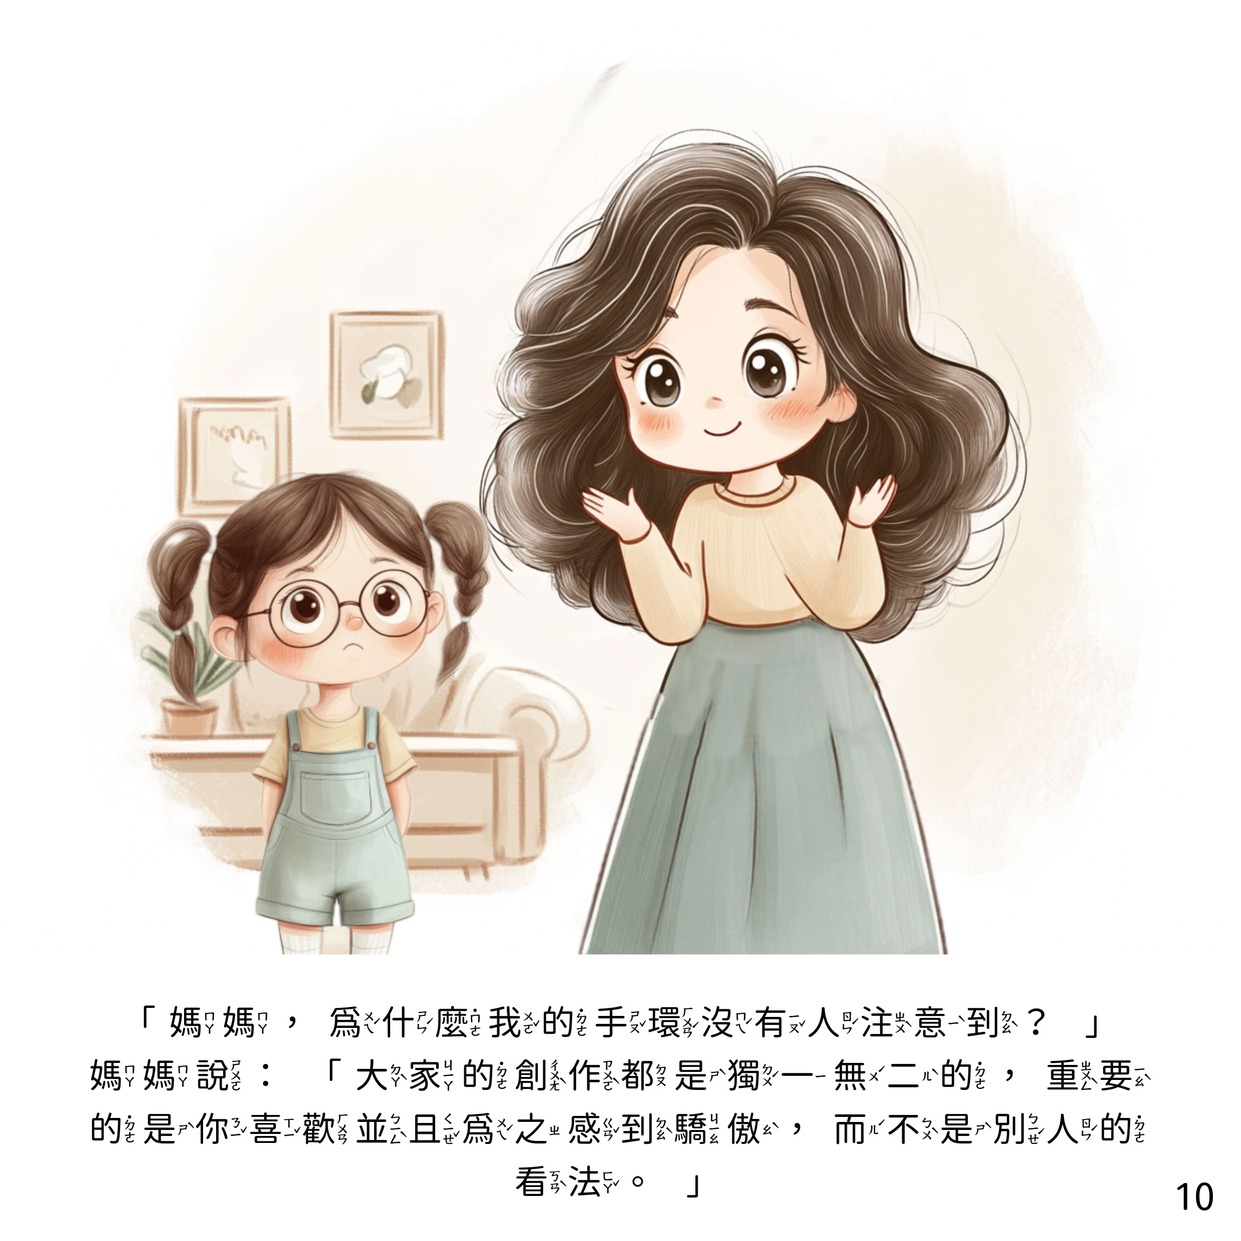 「媽媽，為什麼我的手環沒有人注意到？」
媽媽說：「大家的創作都是獨一無二的，重要
的是你喜歡並且為之感到驕傲，而不是別人的
看法。」
10